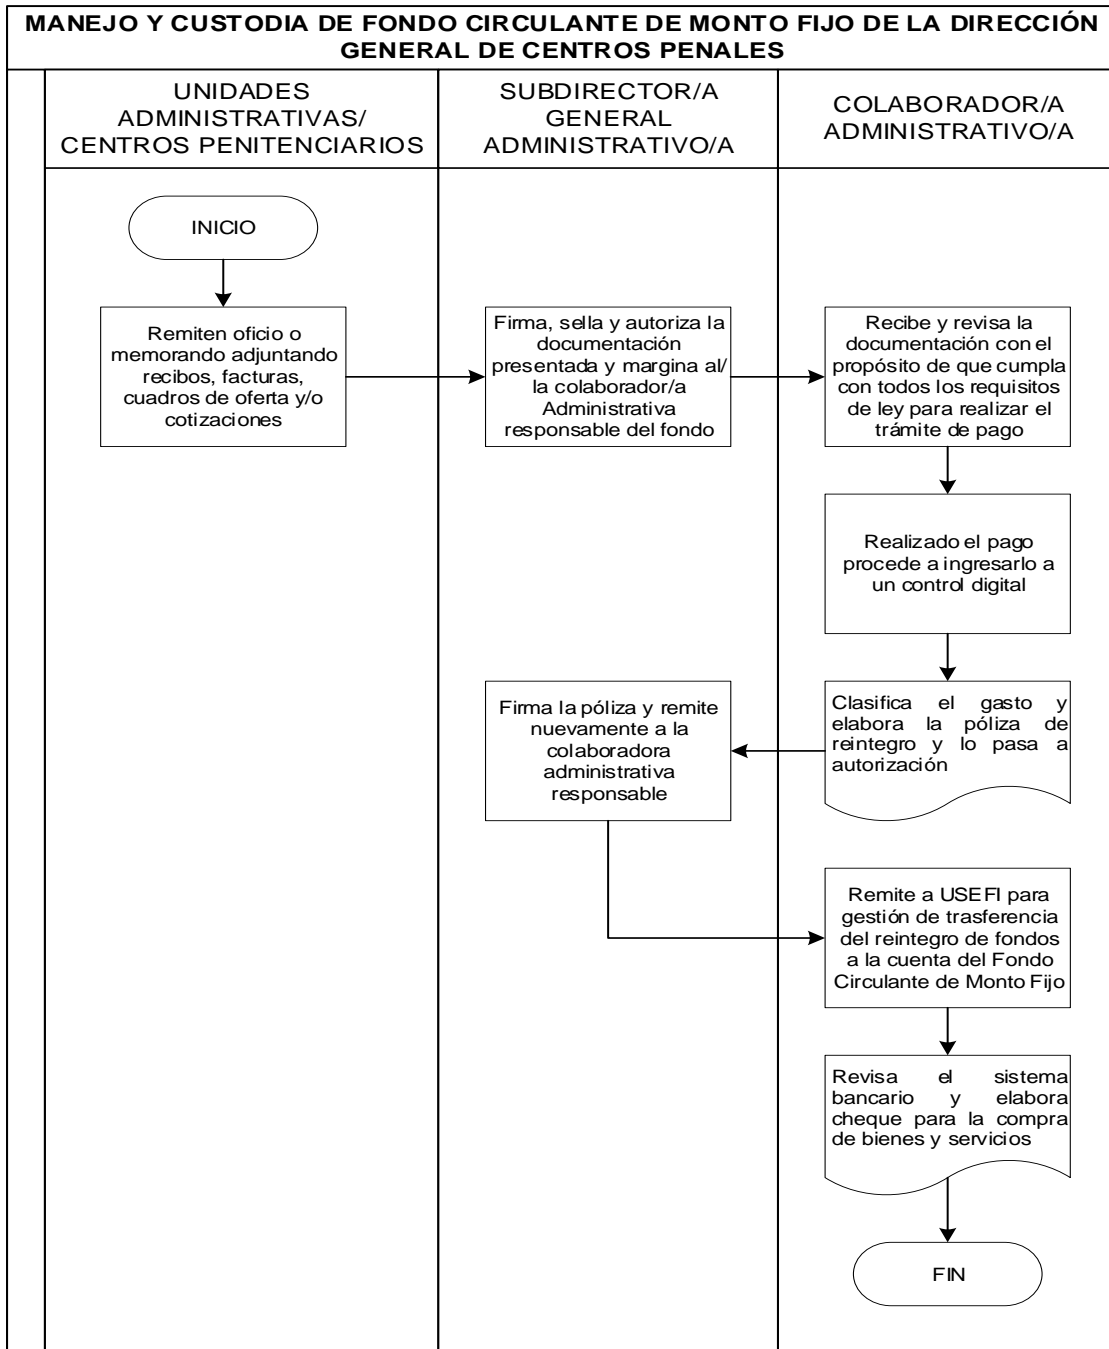 MANEJO Y CUSTODIA DE FONDO CIRCULANTE DE MONTO FIJO DE LA DIRECCIÓN
GENERAL DE CENTROS PENALES
UNIDADES
ADMINISTRATIVAS/
CENTROS PENITENCIARIOS
SUBDIRECTOR/A
GENERAL
ADMINISTRATIVO/A
COLABORADOR/A
ADMINISTRATIVO/A
INICIO
Remiten oficio o
memorando adjuntando
recibos, facturas,
cuadros de oferta y/o
cotizaciones
Firma, sella y autoriza la
documentación
presentada y margina al/
la colaborador/a
Administrativa
responsable del fondo
Recibe y revisa la
documentación con el
propósito de que cumpla
con todos los requisitos
de ley para realizar el
trámite de pago
Realizado el pago
procede a ingresarlo a
un control digital
Clasifica el gasto y
elabora la póliza de
reintegro y lo pasa a
autorización
Firma la póliza y remite
nuevamente a la
colaboradora
administrativa
responsable
Remite a USEFI para
gestión de trasferencia
del reintegro de fondos
a la cuenta del Fondo
Circulante de Monto Fijo
Revisa el sistema
bancario y elabora
cheque para la compra
de bienes y servicios
FIN